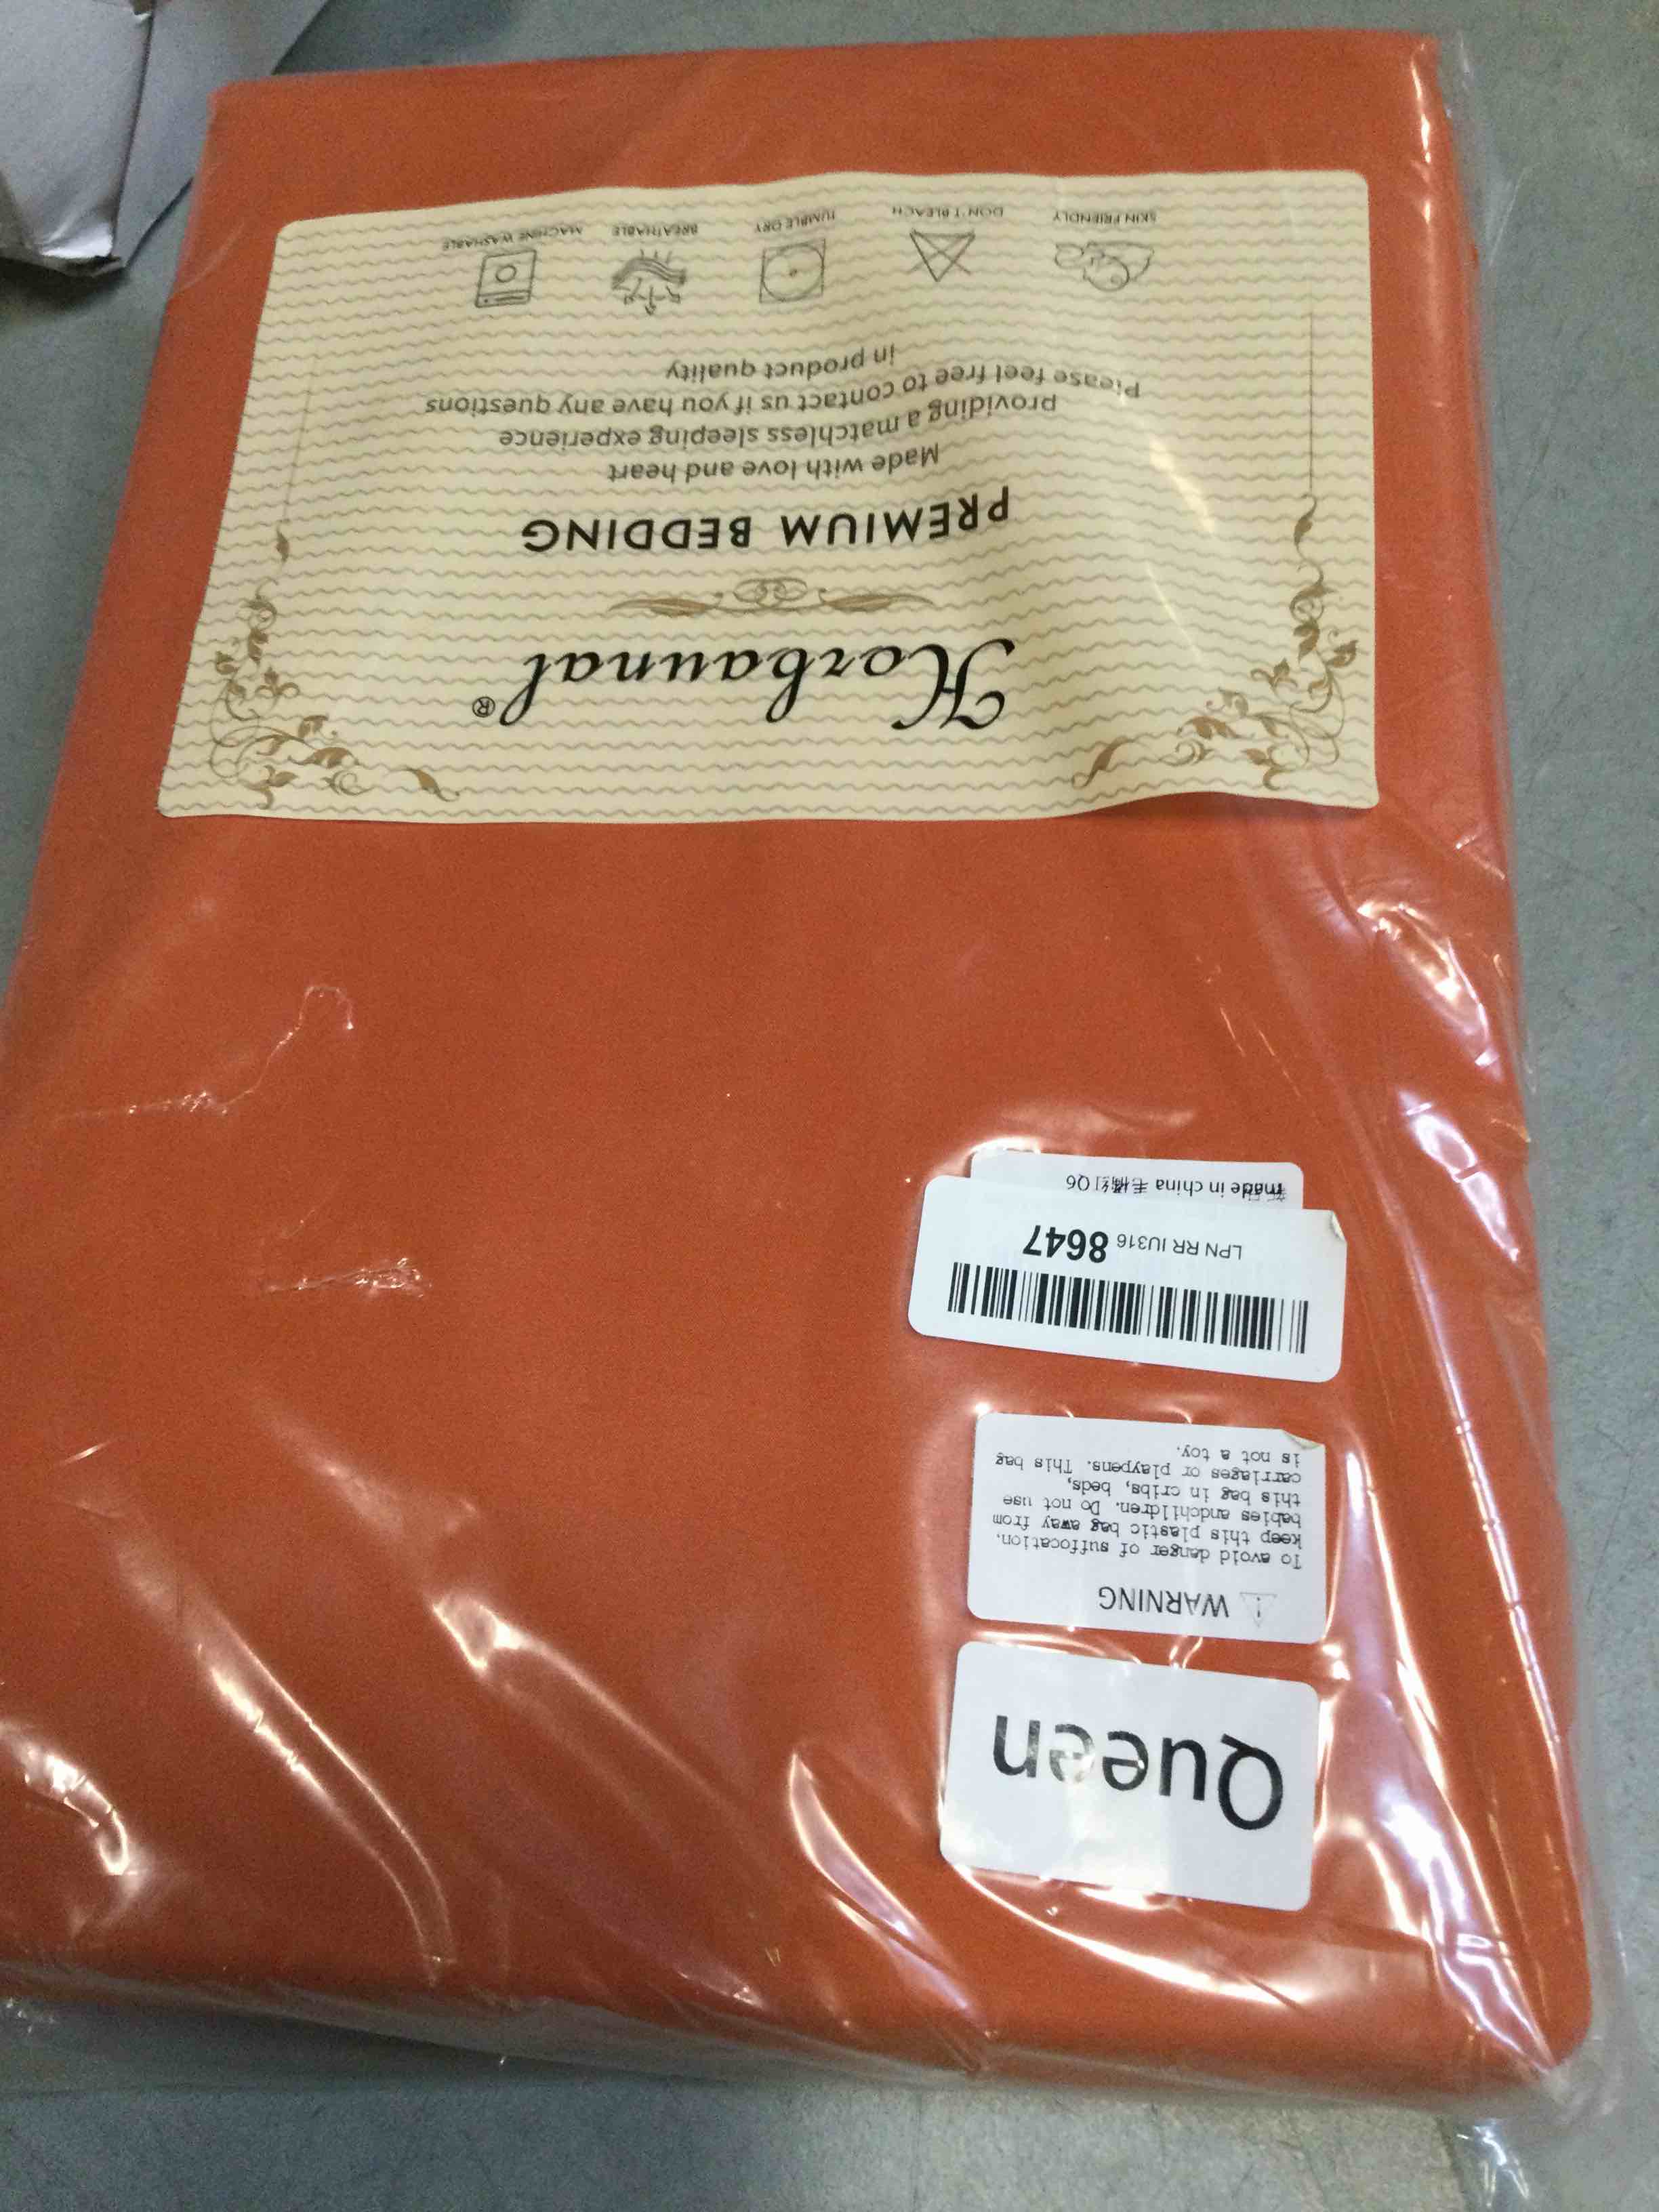 Queen
WARNING
To avoid danger of suffocation,
keep this plastic bag away from
babies andchildren. Do not use
this bag in cribs, beds,
carriages or playpens. This bag
is not a toy.
LPN RR IU316 8647
made in china Q6
Horbaunal®
PREMIUM BEDDING
Made with love and heart
Providing a matchless sleeping experience
Please feel free to contact us if you have any questions
in product quality
SKIN FRIENDLY DON'T BLEACH TUMBLE DRY BREATHABLE MACHINE WASHABLE